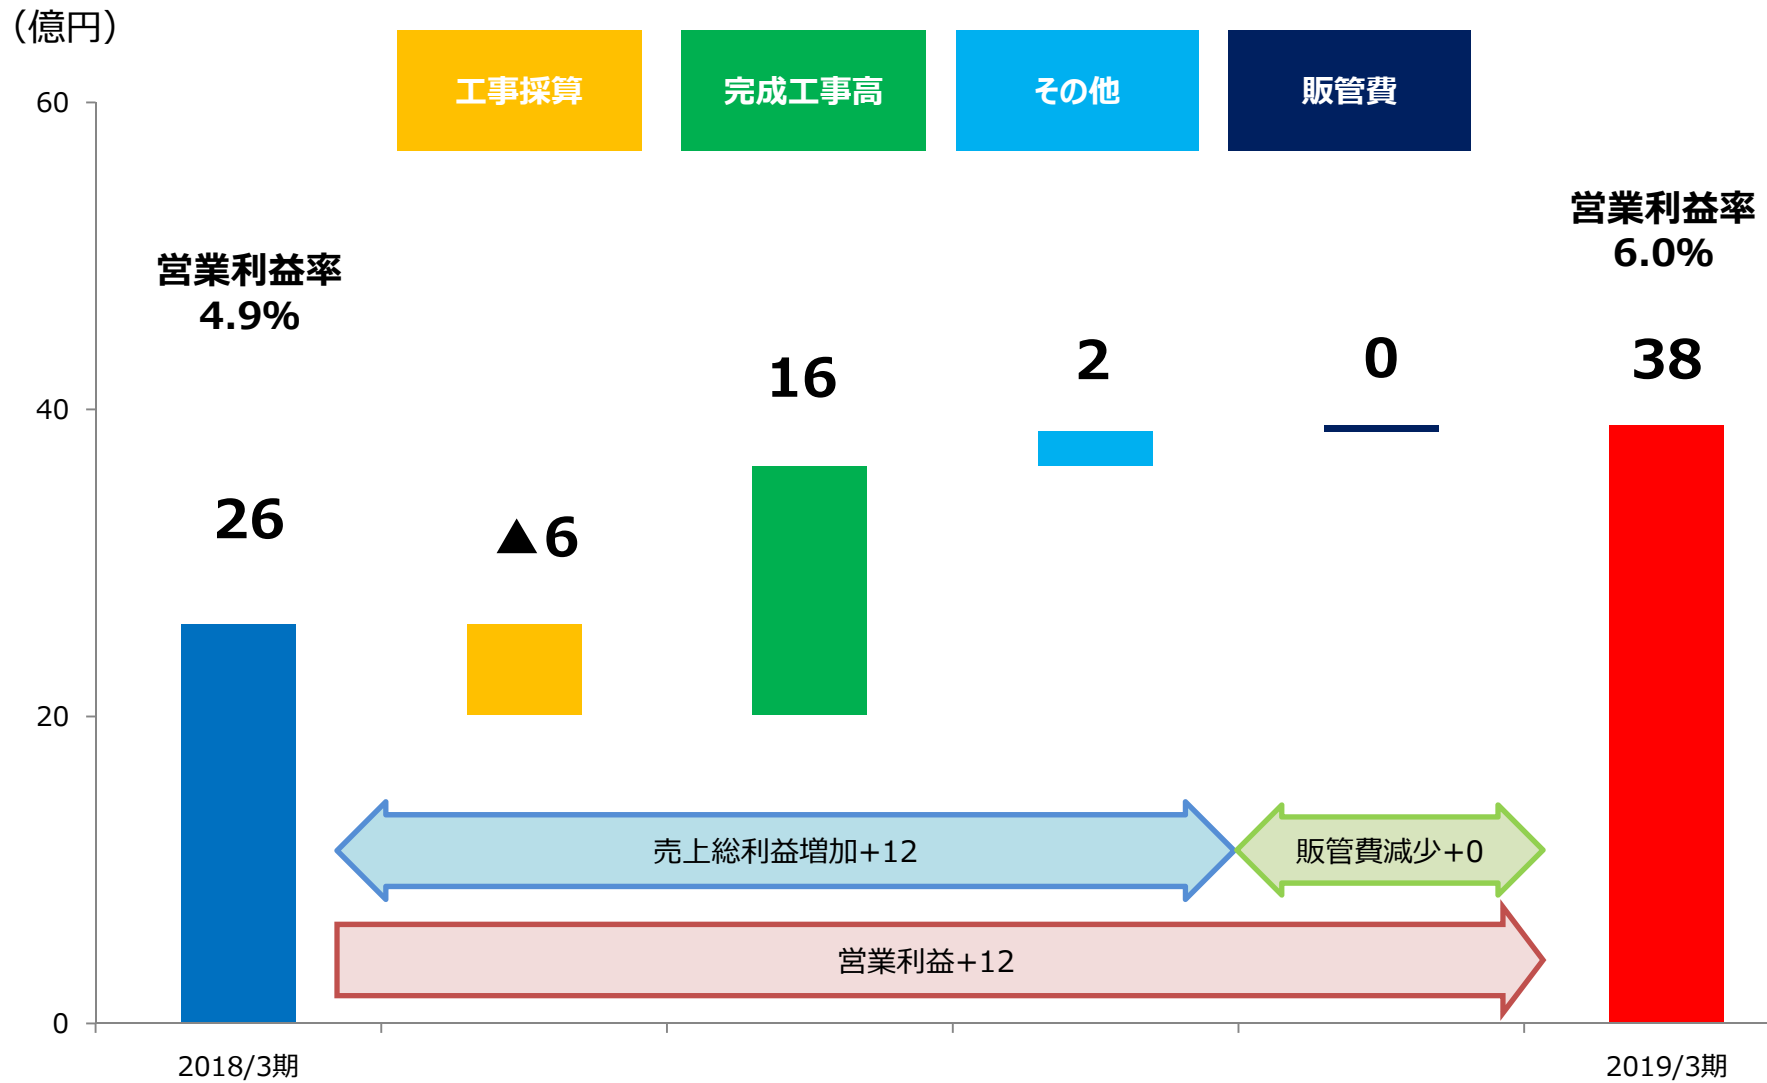 （億円）
工事採算
完成工事高
その他
販管費
60
40
20
0
営業利益率
4.9%
営業利益率
6.0%
26
▲6
16
2
0
38
売上総利益増加+12
販管費減少+0
営業利益+12
2018/3期
2019/3期